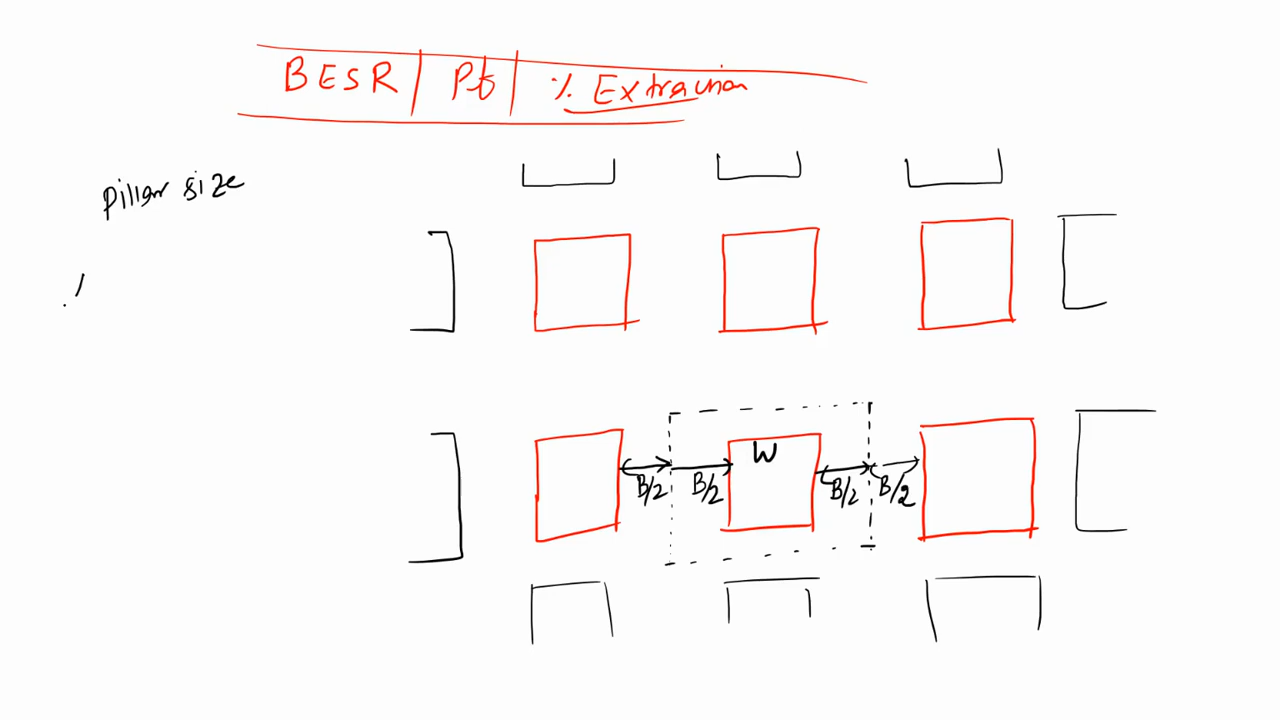 BESR | Pf | % Extraction
Pillar size
W
B/2 B/2 B/2 B/2